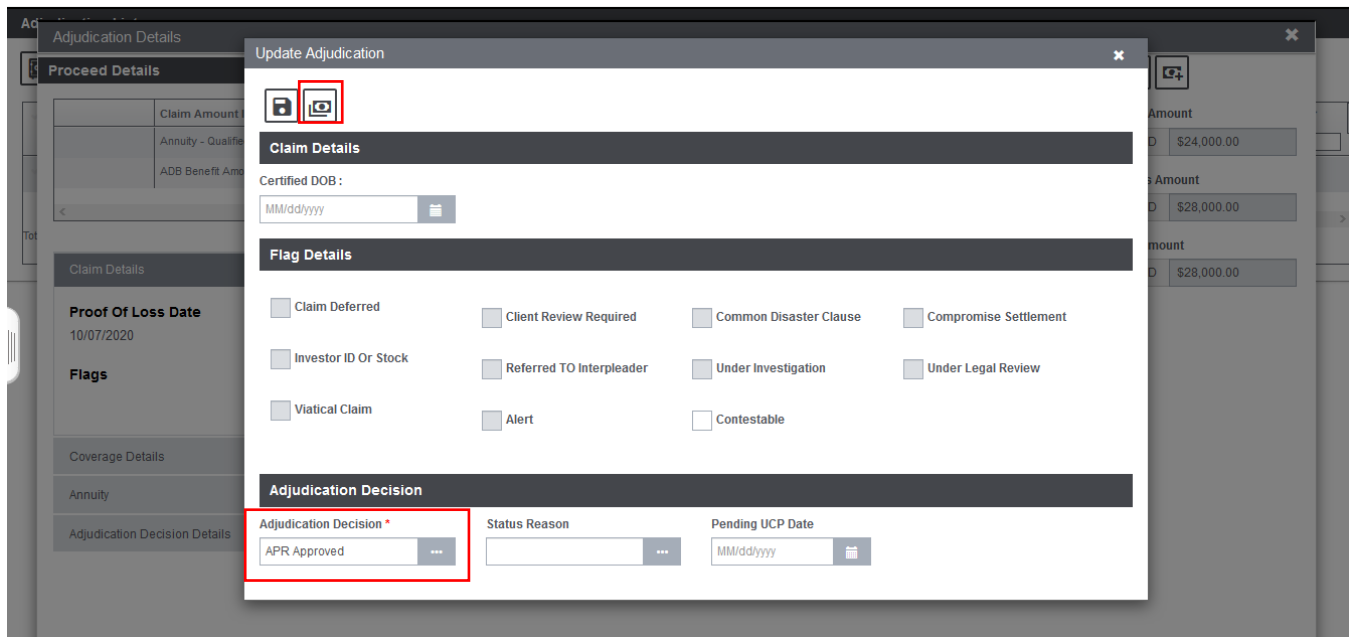 Adjudication Details
Update Adjudication
Proceed Details
Claim Amount
Annuity - Qualifie
ADB Benefit Amo
Amount
D $24,000.00
s Amount
D $28,000.00
mount
D $28,000.00
Tot
Claim Details
Proof Of Loss Date
10/07/2020
Flags
Coverage Details
Annuity
Adjudication Decision Details
Claim Details
Certified DOB :
MM/dd/yyyy
Flag Details
Claim Deferred
Client Review Required
Common Disaster Clause
Compromise Settlement
Investor ID Or Stock
Referred TO Interpleader
Under Investigation
Under Legal Review
Viatical Claim
Alert
Contestable
Adjudication Decision
Adjudication Decision *
Status Reason
Pending UCP Date
APR Approved
MM/dd/yyyy